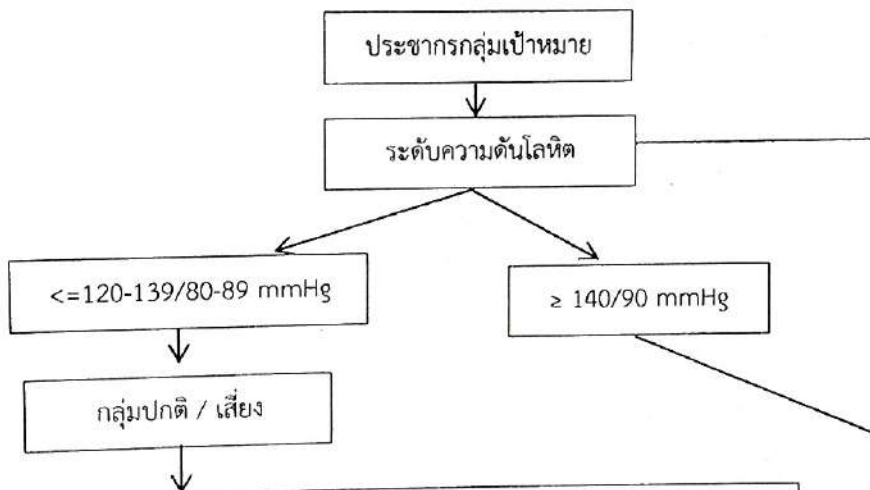 ประชากรกลุ่มเป้าหมาย
ระดับความดันโลหิต
<=120-139/80-89 mmHg
≥ 140/90 mmHg
กลุ่มปกติ / เสี่ยง